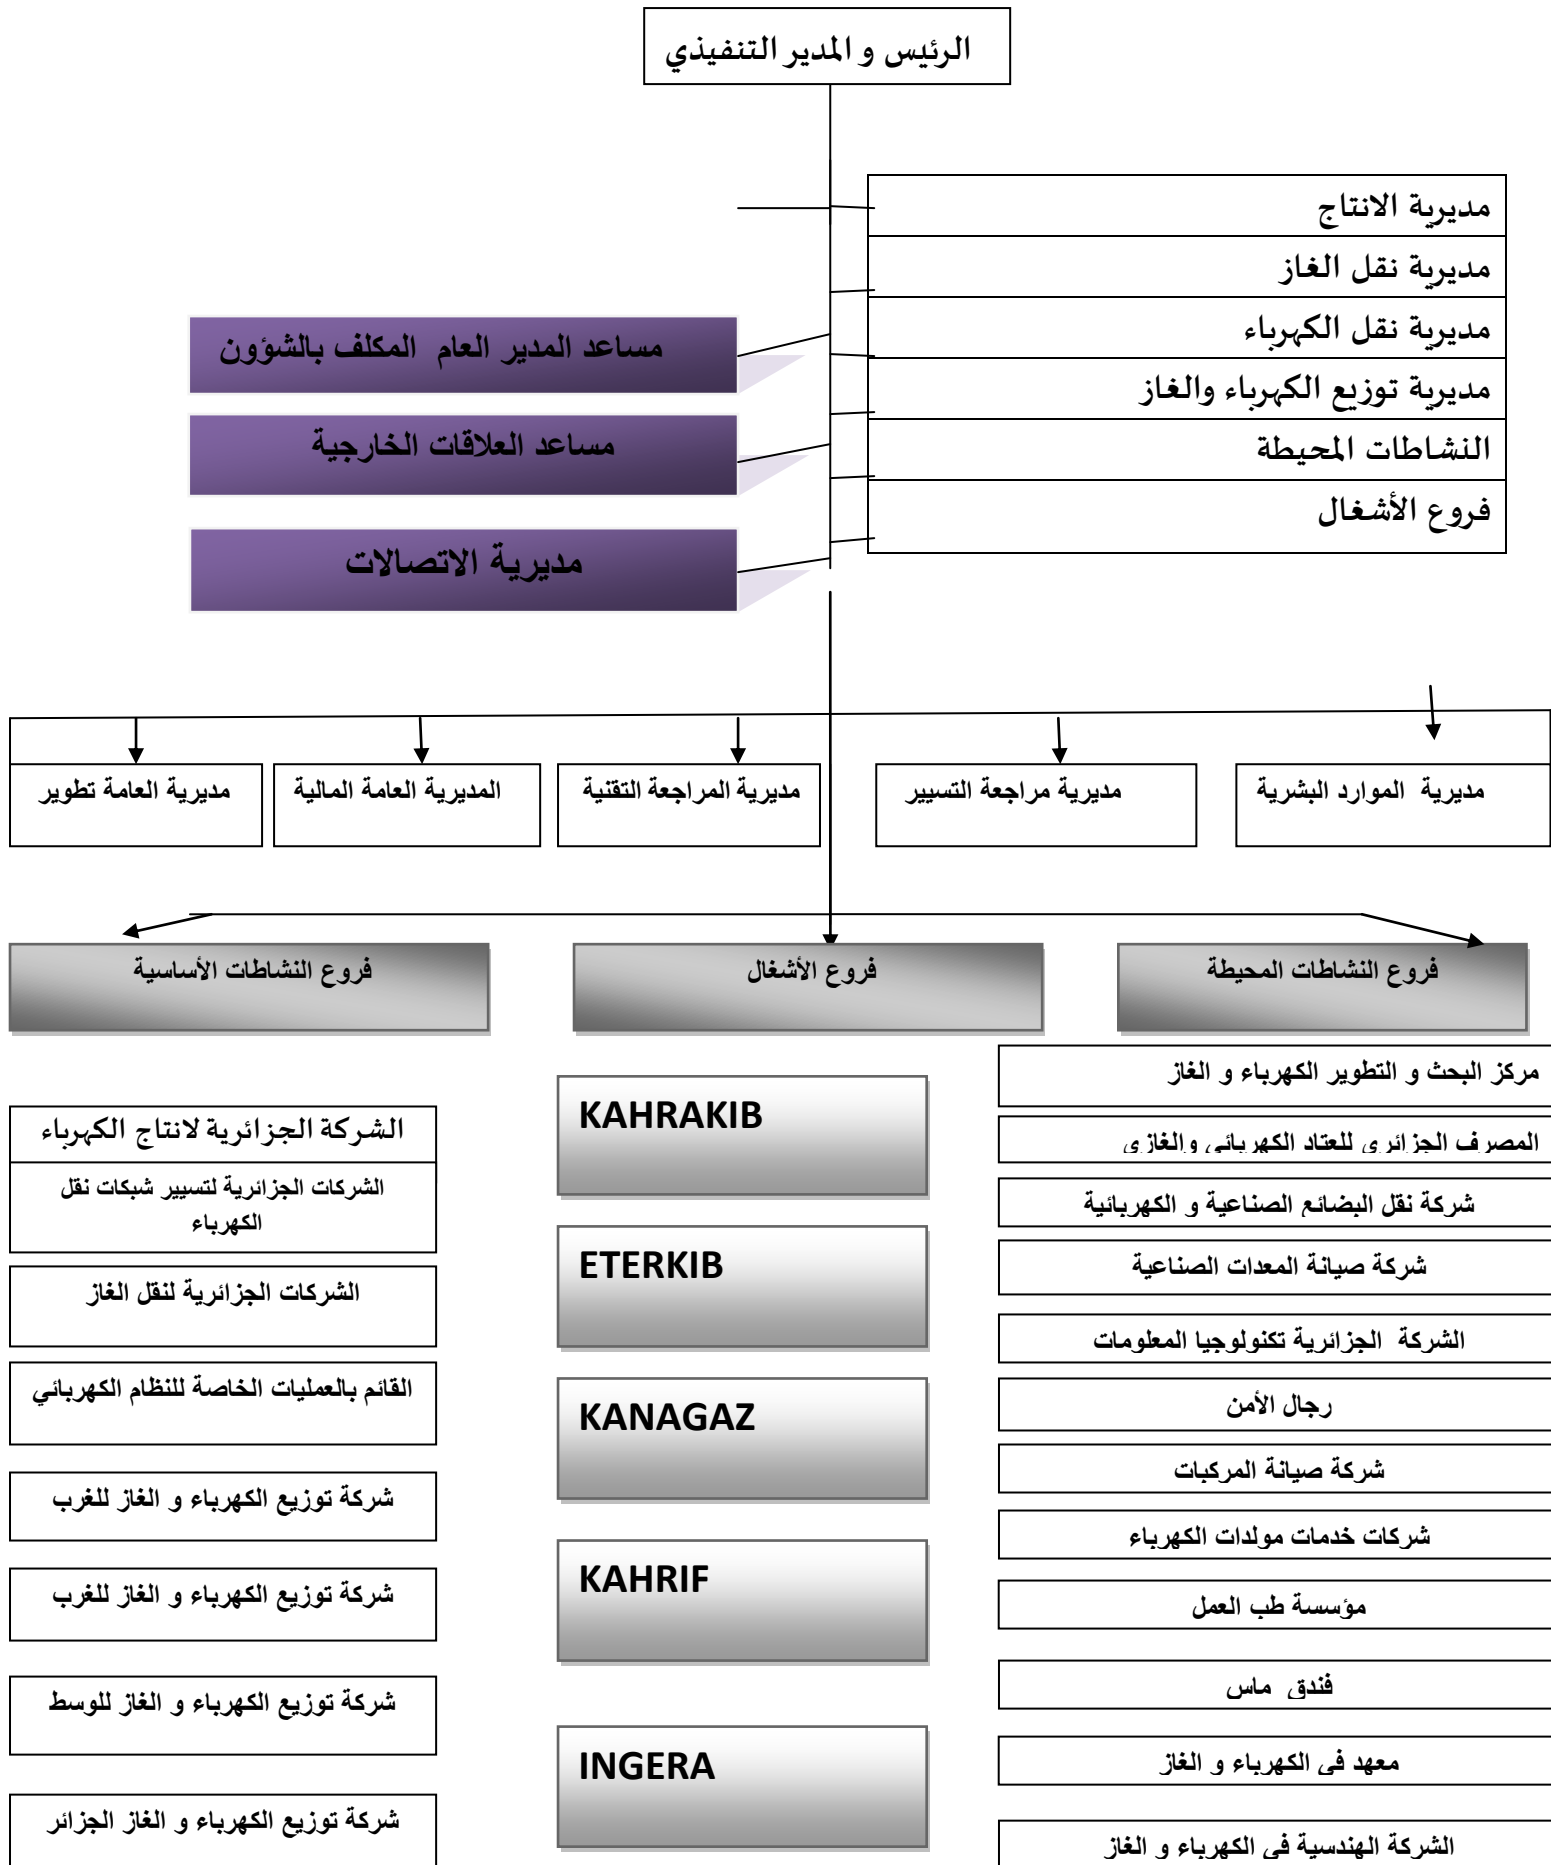 الرئيس و المدير التنفيذي
مديرية الانتاج
مديرية نقل الغاز
مديرية نقل الكهرباء
مديرية توزيع الكهرباء والغاز
النشاطات المحيطة
فروع الأشغال
مساعد المدير العام المكلف بالشؤون
مساعد العلاقات الخارجية
مديرية الاتصالات
مديرية الموارد البشرية
مديرية مراجعة التسيير
مديرية المراجعة التقنية
المديرية العامة المالية
مديرية العامة تطوير
فروع النشاطات المحيطة
فروع الأشغال
فروع النشاطات الأساسية
مركز البحث و التطوير الكهرباء و الغاز
المصرف الجزائري للعتاد الكهربائي والغازي
شركة نقل البضائع الصناعية و الكهربائية
شركة صيانة المعدات الصناعية
الشركة الجزائرية تكنولوجيا المعلومات
رجال الأمن
شركة صيانة المركبات
شركات خدمات مولدات الكهرباء
مؤسسة طب العمل
فندق ماس
معهد في الكهرباء و الغاز
الشركة الهندسية في الكهرباء و الغاز
KAHRAKIB
ETERKIB
KANAGAZ
KAHRIF
INGERA
الشركة الجزائرية لانتاج الكهرباء
الشركات الجزائرية لتسيير شبكات نقل
الكهرباء
الشركات الجزائرية لنقل الغاز
القائم بالعمليات الخاصة للنظام الكهربائي
شركة توزيع الكهرباء و الغاز للغرب
شركة توزيع الكهرباء و الغاز للغرب
شركة توزيع الكهرباء و الغاز للوسط
شركة توزيع الكهرباء و الغاز الجزائر